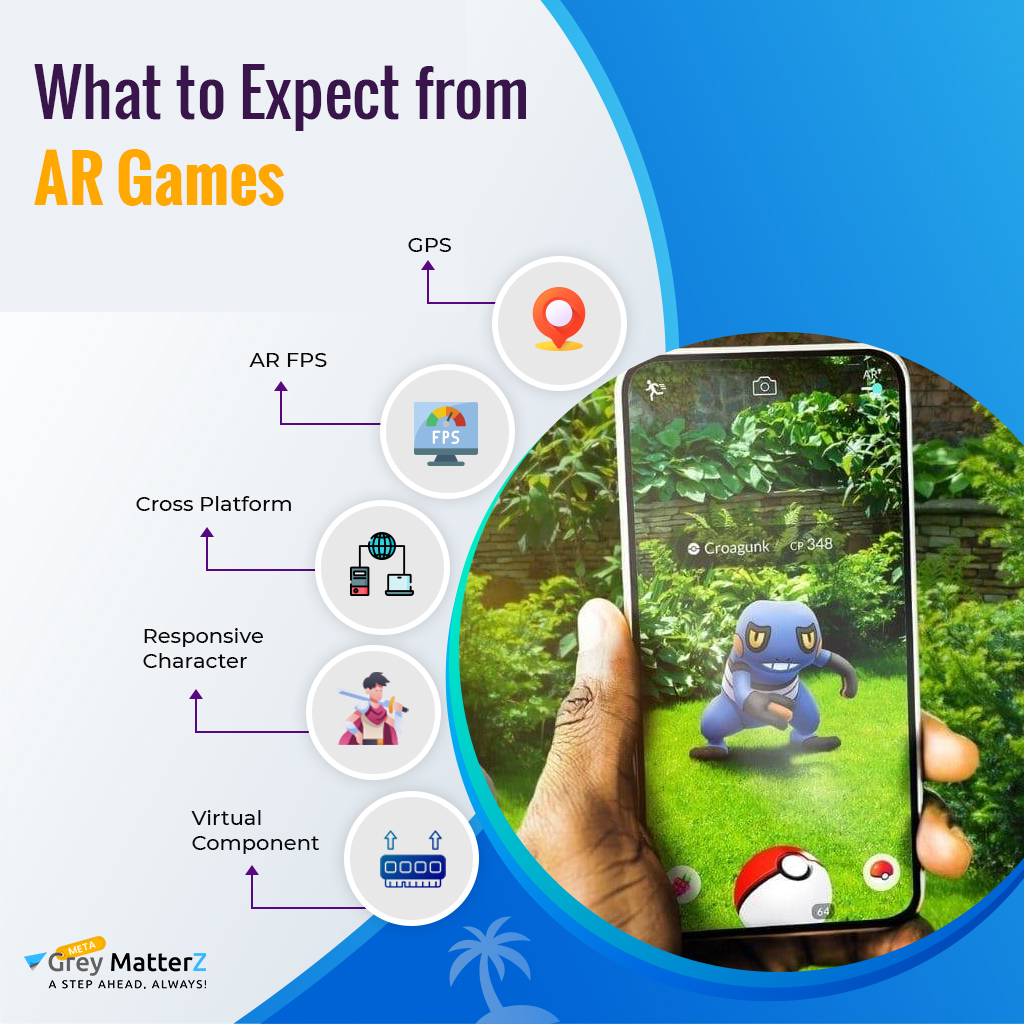 What to Expect from
AR Games
GPS
AR FPS
FPS
Cross Platform
Responsive
Character
Virtual
Component
AR+
Croagunk CP 348
64
META
Grey MatterZ
A STEP AHEAD, ALWAYS!